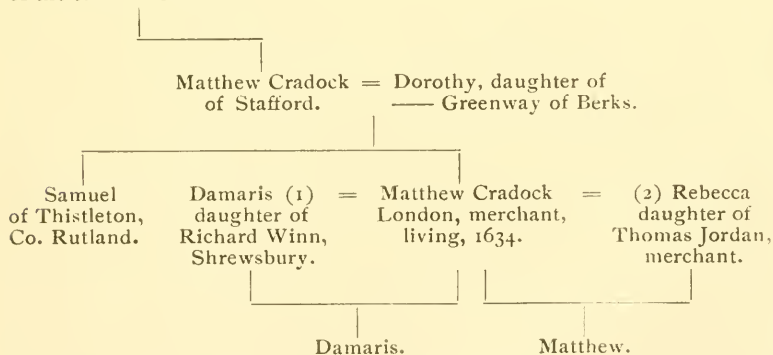 Matthew Cradock = Dorothy, daughter of
of Stafford. —— Greenway of Berks.
Samuel Damaris (1) = Matthew Cradock = (2) Rebecca
of Thistleton, daughter of London, merchant, daughter of
Co. Rutland. Richard Winn, living, 1634. Thomas Jordan,
Shrewsbury. merchant.
Damaris. Matthew.